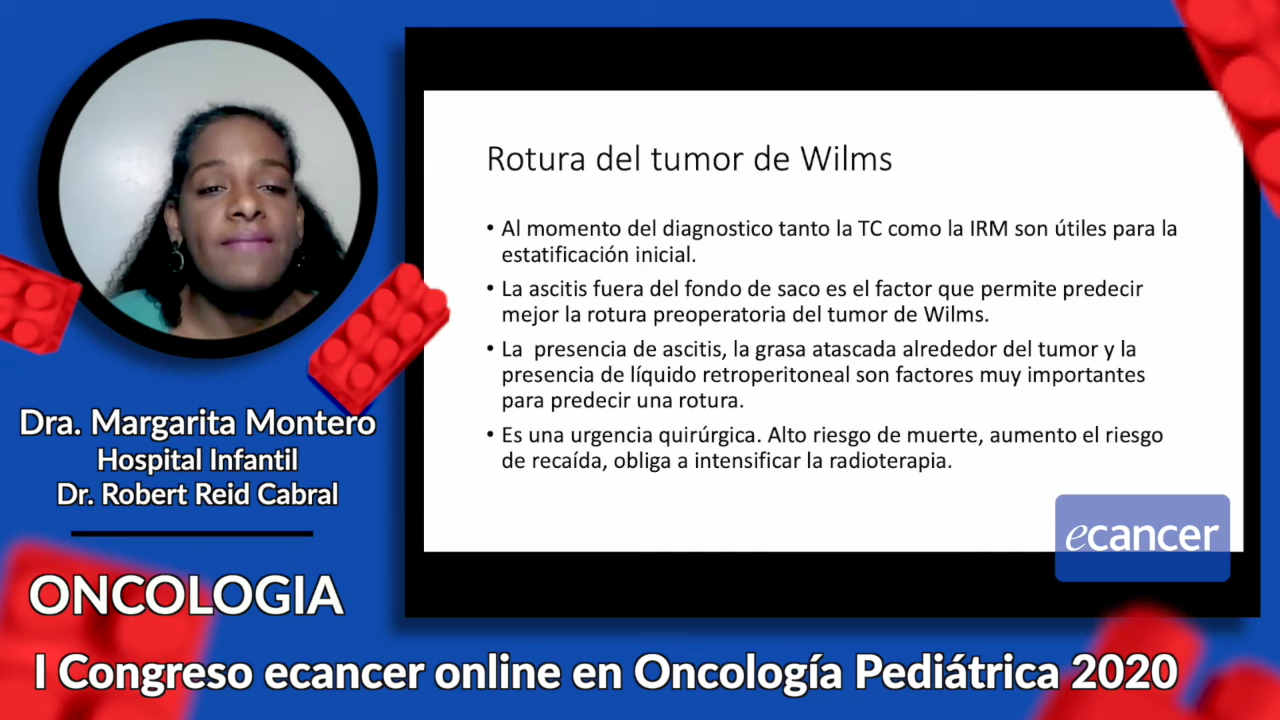 Rotura del tumor de Wilms
• Al momento del diagnostico tanto la TC como la IRM son útiles para la
estatificación inicial.
• La ascitis fuera del fondo de saco es el factor que permite predecir
mejor la rotura preoperatoria del tumor de Wilms.
• La presencia de ascitis, la grasa atascada alrededor del tumor y la
presencia de líquido retroperitoneal son factores muy importantes
para predecir una rotura.
• Es una urgencia quirúrgica. Alto riesgo de muerte, aumento el riesgo
de recaída, obliga a intensificar la radioterapia.
ecancer
Dra. Margarita Montero
Hospital Infantil
Dr. Robert Reid Cabral
ONCOLOGIA
I Congreso ecancer online en Oncología Pediátrica 2020